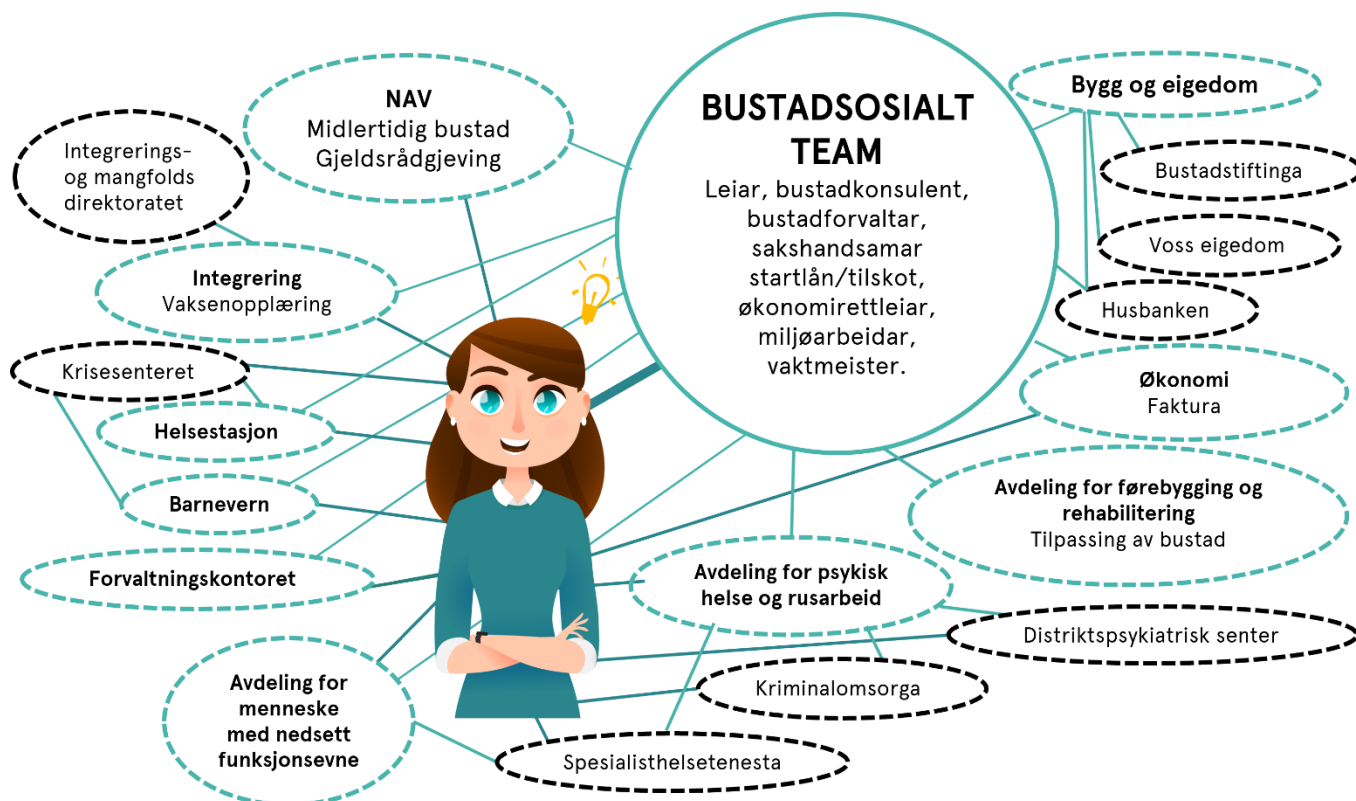 NAV
Midlertidig bustad
Gjeldsrådgjeving
Integrerings-
og mangfolds
direktoratet
Integrering
Vaksenopplæring
Krisesenteret
Helsestasjon
Barnevern
Forvaltningskontoret
Avdeling for
menneske
med nedsett
funksjonsevne
BUSTADSOSIALT
TEAM
Leiar, bustadkonsulent,
bustadforvaltar,
sakshandsamar
startlån/tilskot,
økonomirettleiar,
miljøarbeidar,
vaktmeister.
Bygg og eigedom
Bustadstiftinga
Voss eigedom
Husbanken
Økonomi
Faktura
Avdeling for førebygging og
rehabilitering
Tilpassing av bustad
Avdeling for psykisk
helse og rusarbeid
Distriktspsykiatrisk senter
Kriminalomsorga
Spesialisthelsetenesta